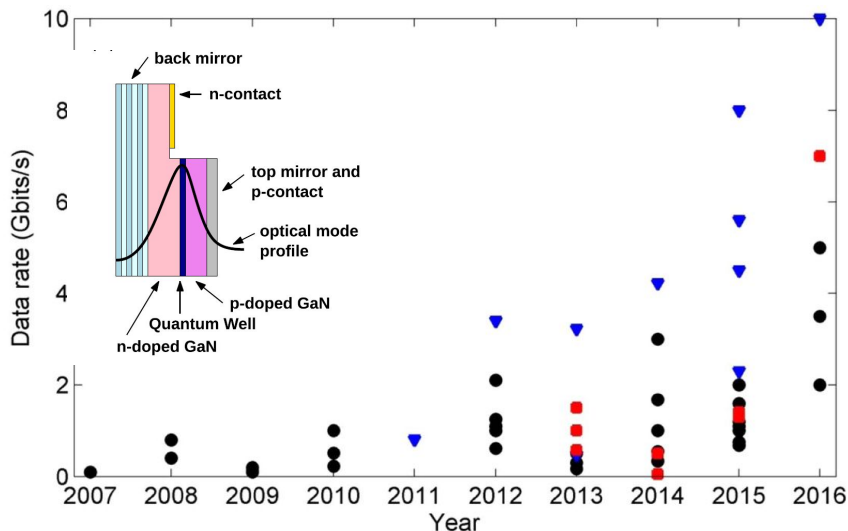 10
8
6
4
2
0
Data rate (Gbits/s)
back mirror
n-contact
top mirror and
p-contact
optical mode
profile
p-doped GaN
Quantum Well
n-doped GaN
2007 2008 2009 2010 2011 2012 2013 2014 2015 2016
Year